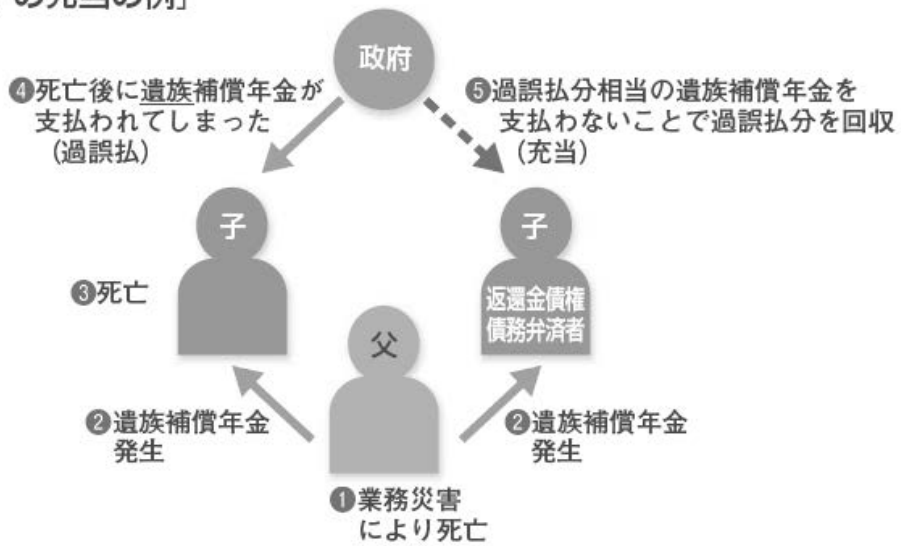 の充当の例」
政府
❹死亡後に遺族補償年金が
支払われてしまった
（過誤払）
❺過誤払分相当の遺族補償年金を
支払わないことで過誤払分を回収
（充当）
子
子
❸死亡
返還金債権
債務弁済者
父
❷遺族補償年金
発生
❷遺族補償年金
発生
❶業務災害
により死亡